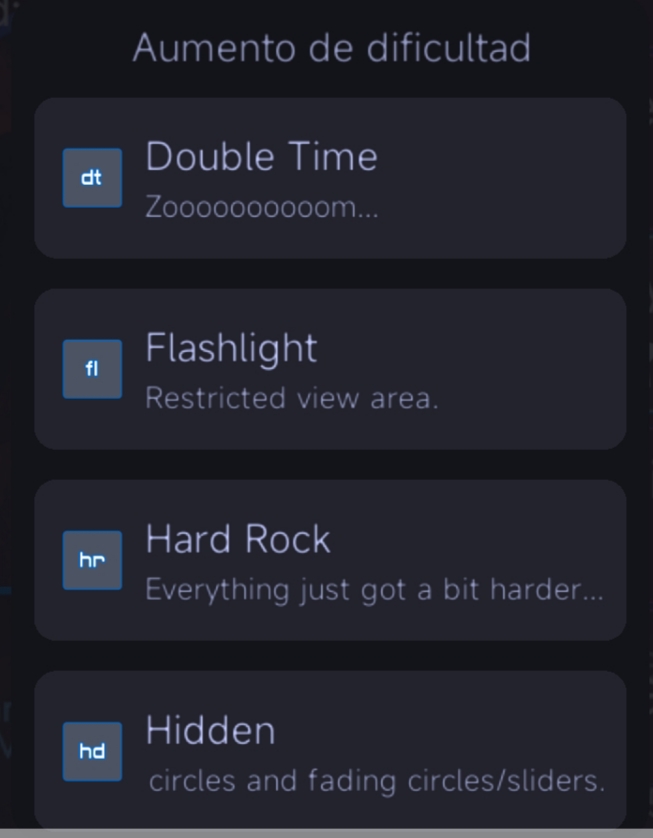 Aumento de dificultad
dt
Double Time
Zoooooooooom...
fl
Flashlight
Restricted view area.
hr
Hard Rock
Everything just got a bit harder...
hd
Hidden
circles and fading circles/sliders.